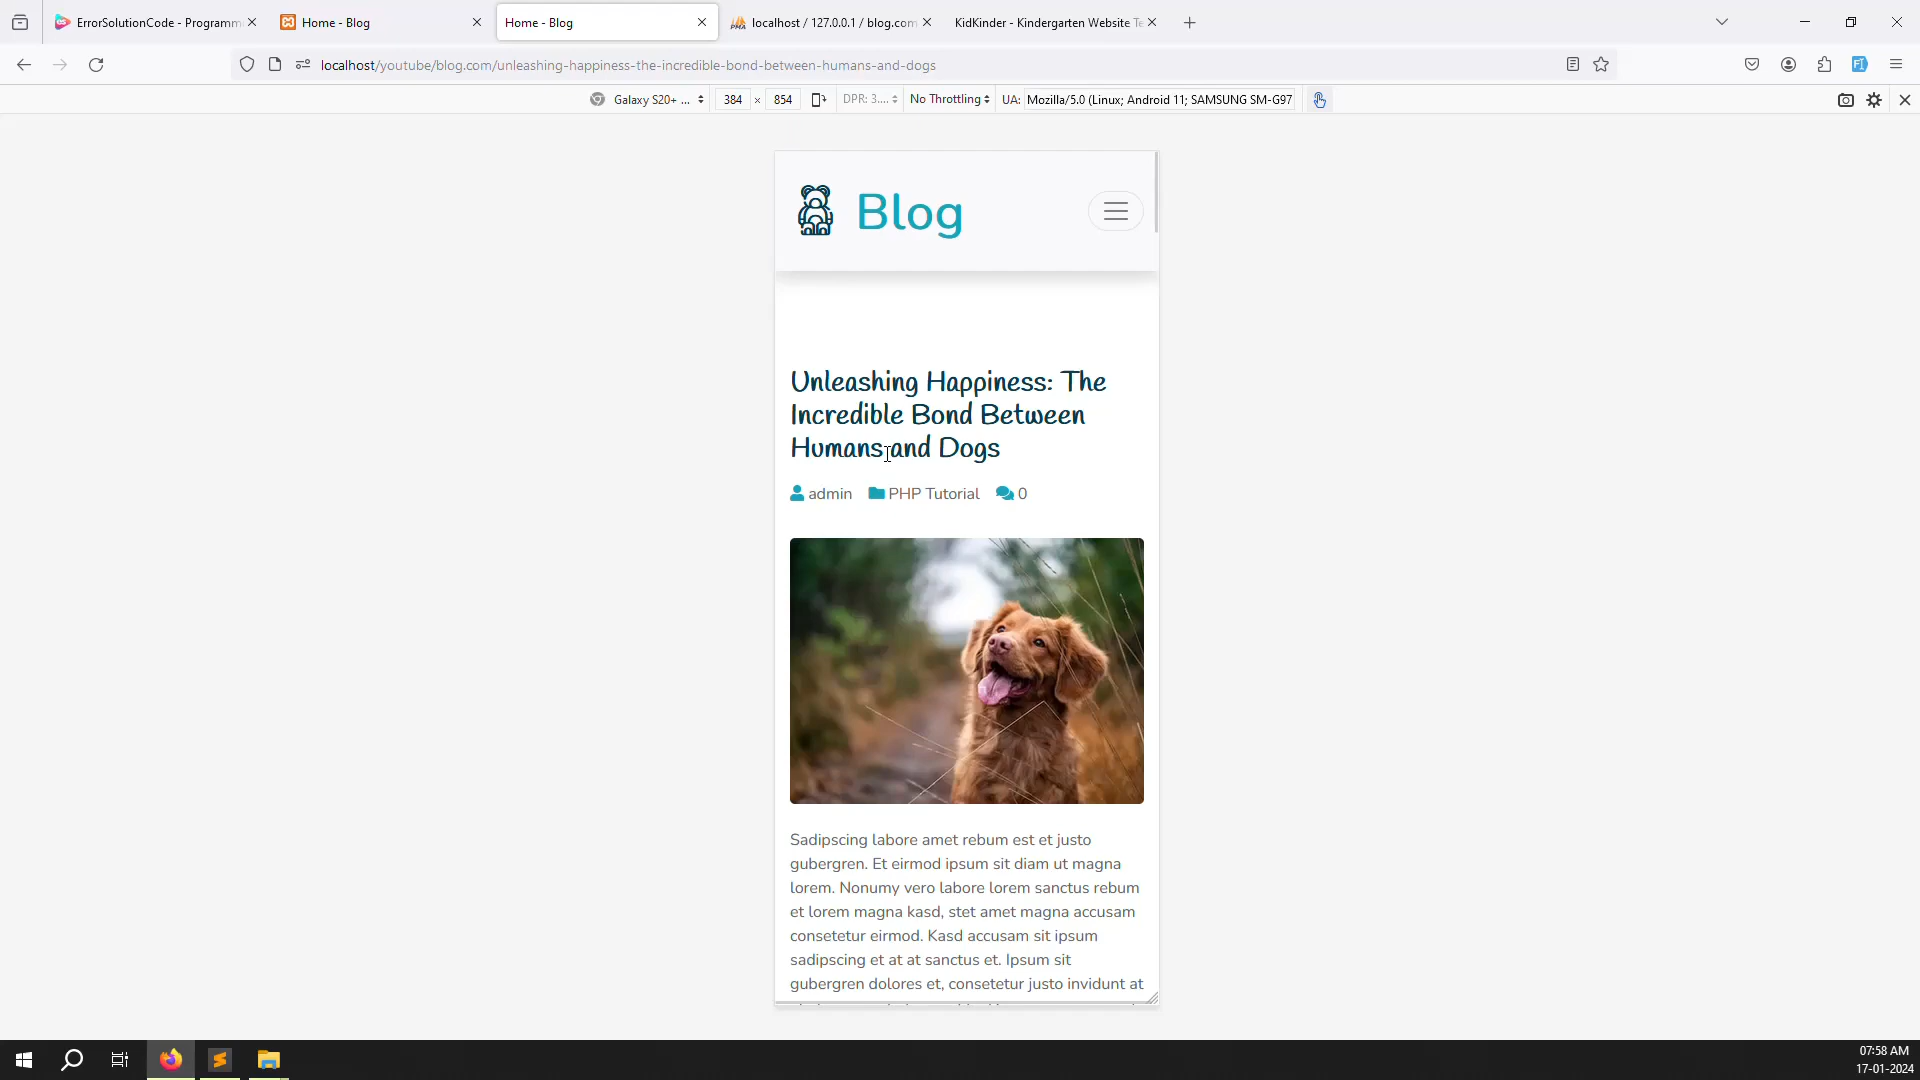 ErrorSolutionCode - Programm
Home - Blog
Home - Blog
localhost / 127.0.0.1 / blog.com
KidKinder - Kindergarten Website Te
localhost/youtube/blog.com/unleashing-happiness-the-incredible-bond-between-humans-and-dogs
Galaxy S20+ ...
384 × 854
DPR: 3....
No Throttling
UA: Mozilla/5.0 (Linux; Android 11; SAMSUNG SM-G97
Blog
Unleashing Happiness: The
Incredible Bond Between
Humans and Dogs
admin PHP Tutorial 0
Sadipscing labore amet rebum est et justo
gubergren. Et eirmod ipsum sit diam ut magna
lorem. Nonumy vero labore lorem sanctus rebum
et lorem magna kasd, stet amet magna accusam
consetetur eirmod. Kasd accusam sit ipsum
sadipscing et at at sanctus et. Ipsum sit
gubergren dolores et, consetetur justo invidunt at
07:58 AM
17-01-2024